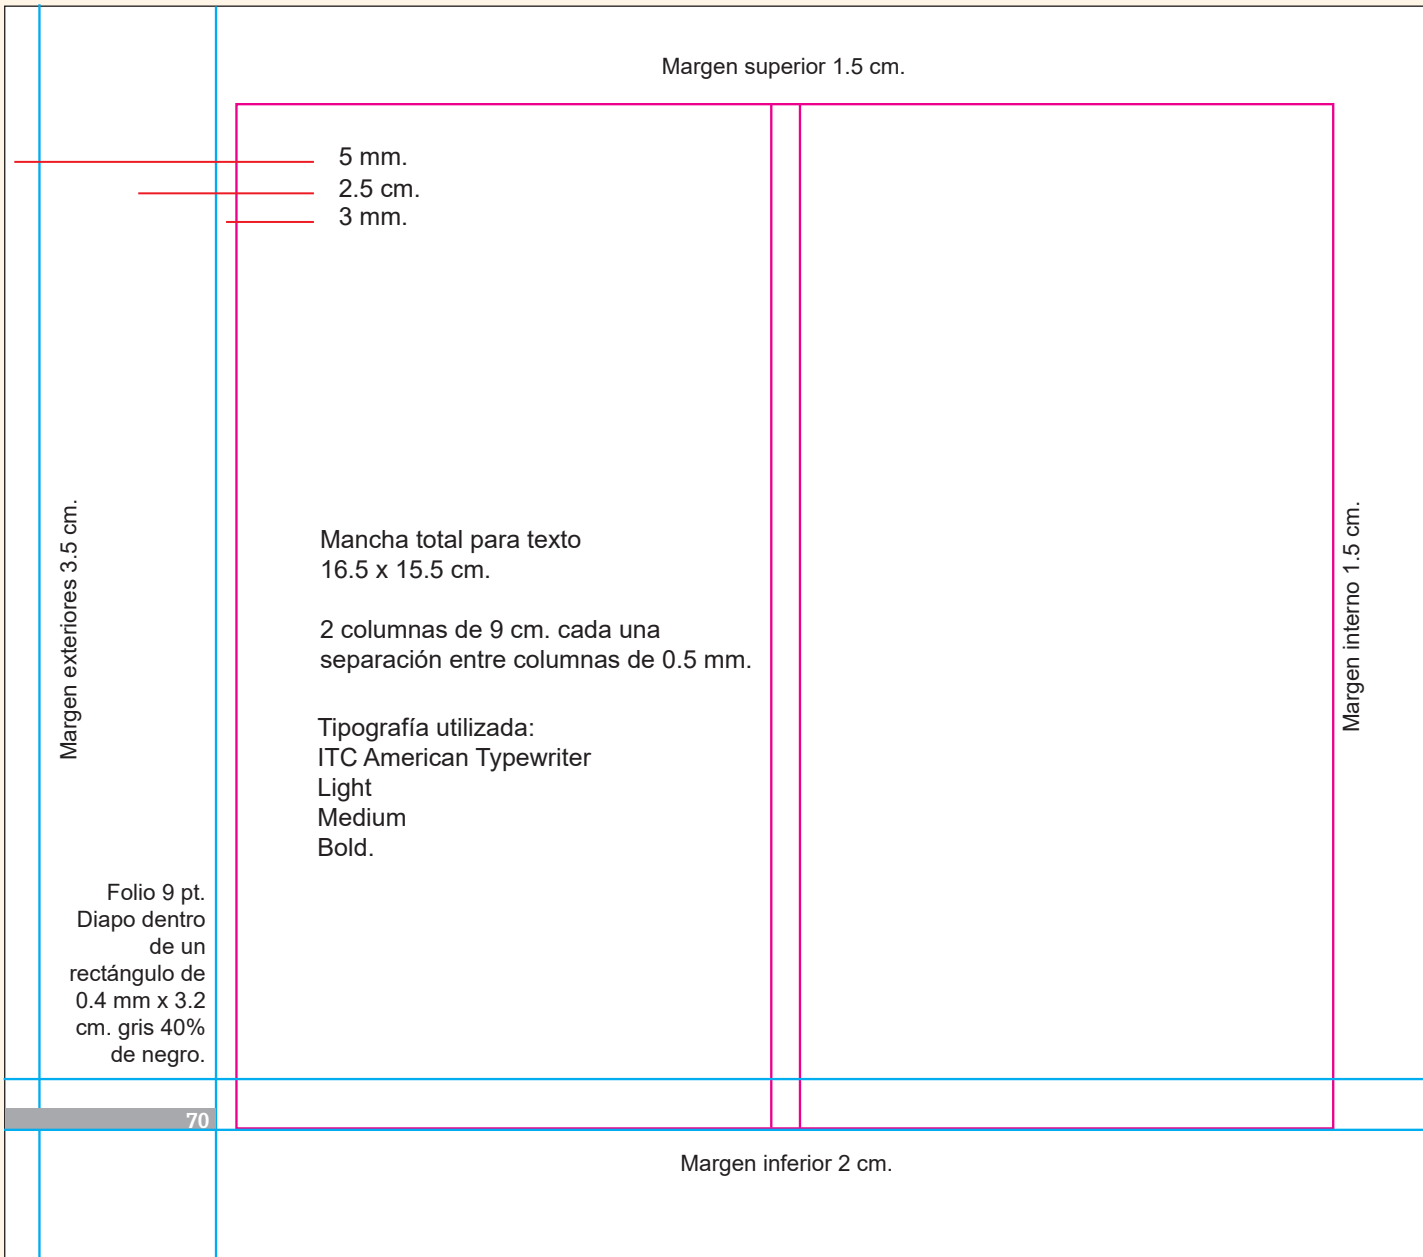 Margen superior 1.5 cm.
5 mm.
2.5 cm.
3 mm.
Margen exteriores 3.5 cm.
Mancha total para texto
16.5 x 15.5 cm.
2 columnas de 9 cm. cada una
separación entre columnas de 0.5 mm.
Tipografía utilizada:
ITC American Typewriter
Light
Medium
Bold.
Margen interno 1.5 cm.
Folio 9 pt.
Diapo dentro
de un
rectángulo de
0.4 mm x 3.2
cm. gris 40%
de negro.
70
Margen inferior 2 cm.